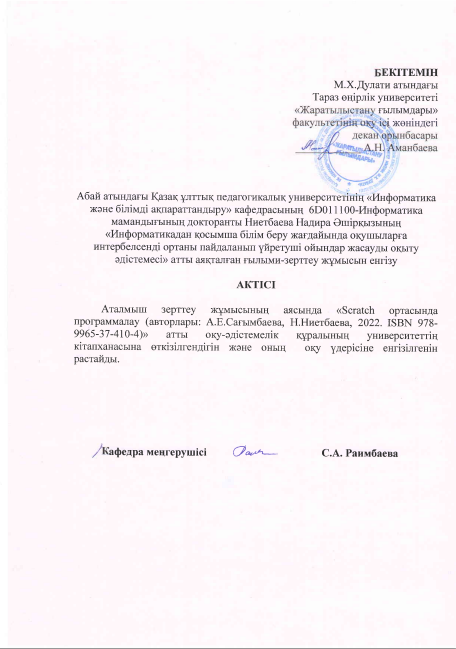 БЕКІТЕМІН
М.Х.Дулати атындағы
Тараз өңірлік университеті
«Жаратылыстану ғылымдары»
факультетінің оқу ісі жөніндегі
декан орынбасары
А.Н. Аманбаева
«ЖАРАТЫЛЫСТАНУ
ҒЫЛЫМДАРЫ»
Абай атындағы Қазақ ұлттық педагогикалық университетінің «Информатика
және білімді ақпараттандыру» кафедрасының 6D011100-Информатика
мамандығының докторанты Ниетбаева Надира Әшірқызының
«Информатикадан қосымша білім беру жағдайында оқушыларға
интербелсенді ортаны пайдаланып үйретуші ойындар жасауды оқыту
әдістемесі» атты аяқталған ғылыми-зерттеу жұмысын енгізу
АКТІСІ
Аталмыш зерттеу жұмысының аясында «Scratch ортасында
программалау (авторлары: А.Е.Сағымбаева, Н.Ниетбаева, 2022. ISBN 978-
9965-37-410-4)» атты оқу-әдістемелік құралының университеттің
кітапханасына өткізілгендігін және оның оқу үдерісіне енгізілгенін
растайды.
Кафедра меңгерушісі С.А. Раимбаева